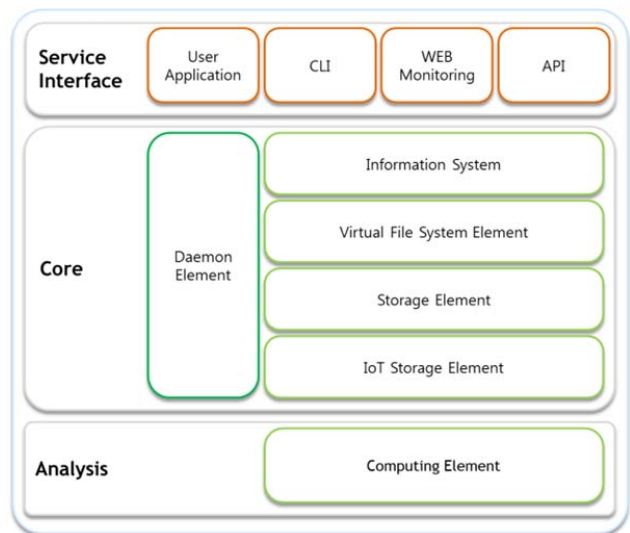 Service
Interface
User
Application
CLI
WEB
Monitoring
API
Core
Daemon
Element
Information System
Virtual File System Element
Storage Element
IoT Storage Element
Analysis
Computing Element